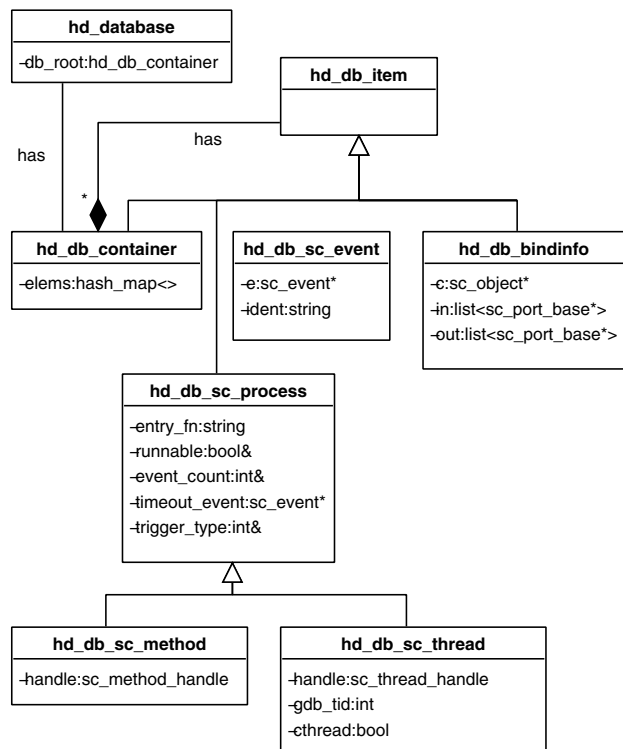 hd_database
-db_root:hd_db_container
hd_db_item
has
has
*
hd_db_container
-elems:hash_map<>
hd_db_sc_event
-e:sc_event*
-ident:string
hd_db_bindinfo
-c:sc_object*
-in:list<sc_port_base*>
-out:list<sc_port_base*>
hd_db_sc_process
-entry_fn:string
-runnable:bool&
-event_count:int&
-timeout_event:sc_event*
-trigger_type:int&
hd_db_sc_method
-handle:sc_method_handle
hd_db_sc_thread
-handle:sc_thread_handle
-gdb_tid:int
-cthread:bool